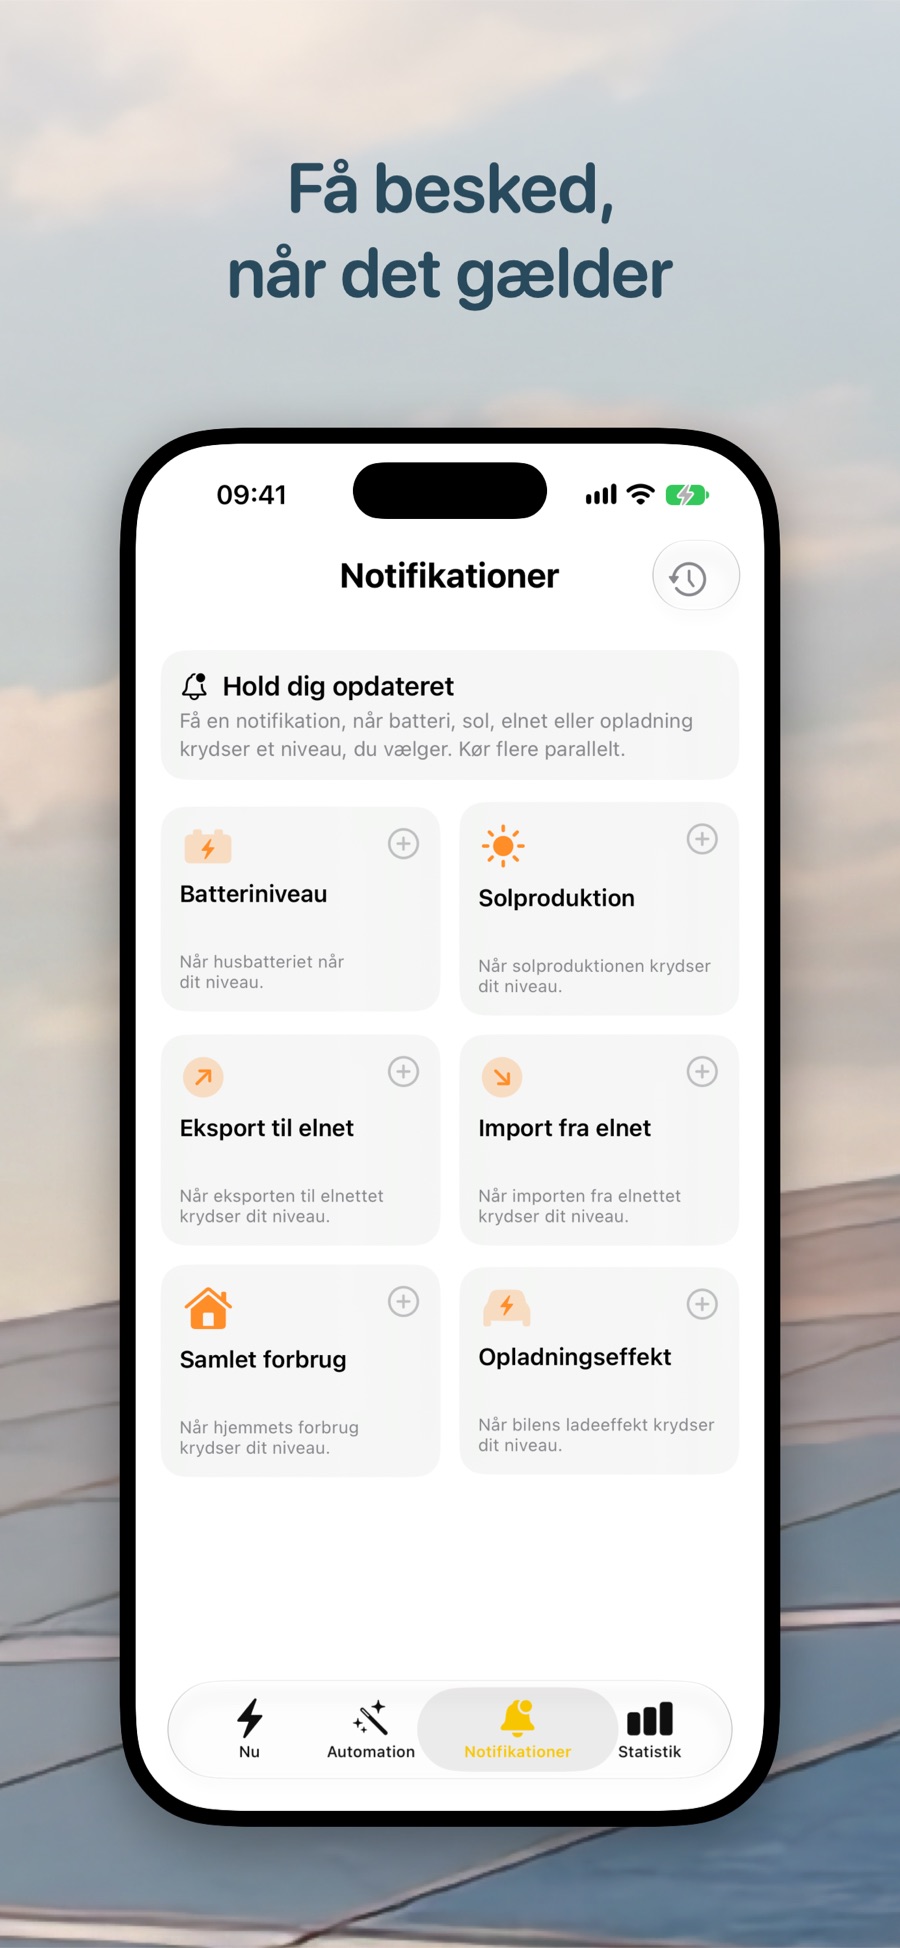 Få besked,
når det gælder
09:41
Notifikationer
Hold dig opdateret
Få en notifikation, når batteri, sol, elnet eller opladning
krydser et niveau, du vælger. Kør flere parallelt.
Batteriniveau
Når husbatteriet når
dit niveau.
Solproduktion
Når solproduktionen krydser
dit niveau.
Eksport til elnet
Når eksporten til elnettet
krydser dit niveau.
Import fra elnet
Når importen fra elnettet
krydser dit niveau.
Samlet forbrug
Når hjemmets forbrug
krydser dit niveau.
Opladningseffekt
Når bilens ladeeffekt krydser
dit niveau.
Nu
Automation
Notifikationer
Statistik